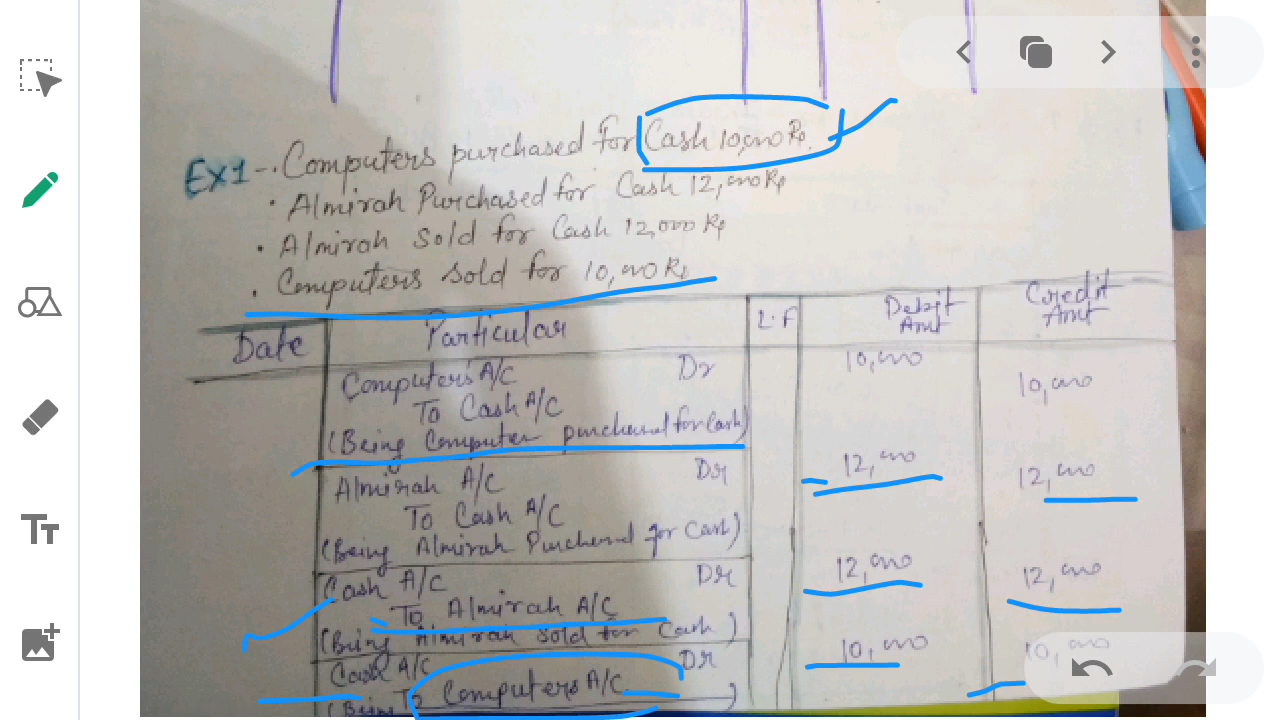 Ex1 -. Computers purchased for Cash 10,000 Rs.
· Almirah Purchased for Cash 12,000 Rs
· Almirah Sold for Cash 12,000 Rs
. Computers sold for 10,000 Rs
Date Particular L.F Debit Amt Credit Amt
Computers A/C Dr 10,000
To Cash A/C 10,000
(Being Computer purchased for Cash)
Almirah A/C Dr 12,000
To Cash A/C 12,000
(Being Almirah Purchased for Cash)
Cash A/C Dr 12,000
To Almirah A/C 12,000
(Being Almirah sold for Cash)
Cash A/C Dr 10,000
To Computers A/C 10,000
(Being )
Tt